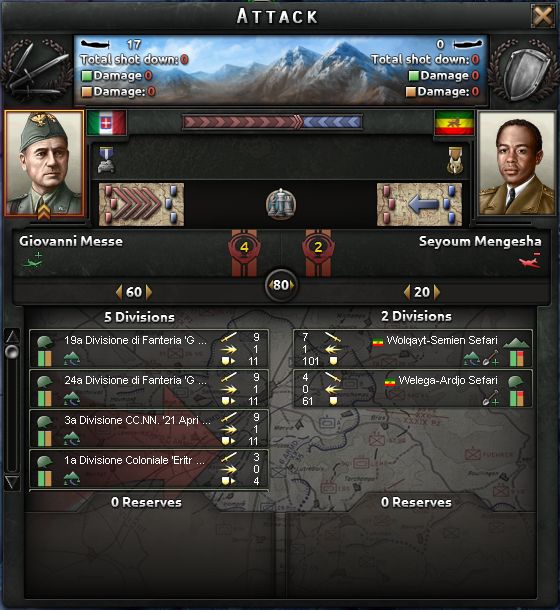 ATTACK
17 0
Total shot down: 0 Total shot down: 0
Damage 0 Damage 0
Damage: 0 Damage: 0
Giovanni Messe 4 2 Seyoum Mengesha
60 80 20
5 Divisions 2 Divisions
19a Divisione di Fanteria 'G ... 9 7 Wolqayt-Semien Sefari
1 1
11 101
24a Divisione di Fanteria 'G ... 9 4 Welega-Ardjo Sefari
1 0
11 61
3a Divisione CC.NN. '21 Apri ... 9
1
11
1a Divisione Coloniale 'Eritr ... 3
0
4
0 Reserves 0 Reserves